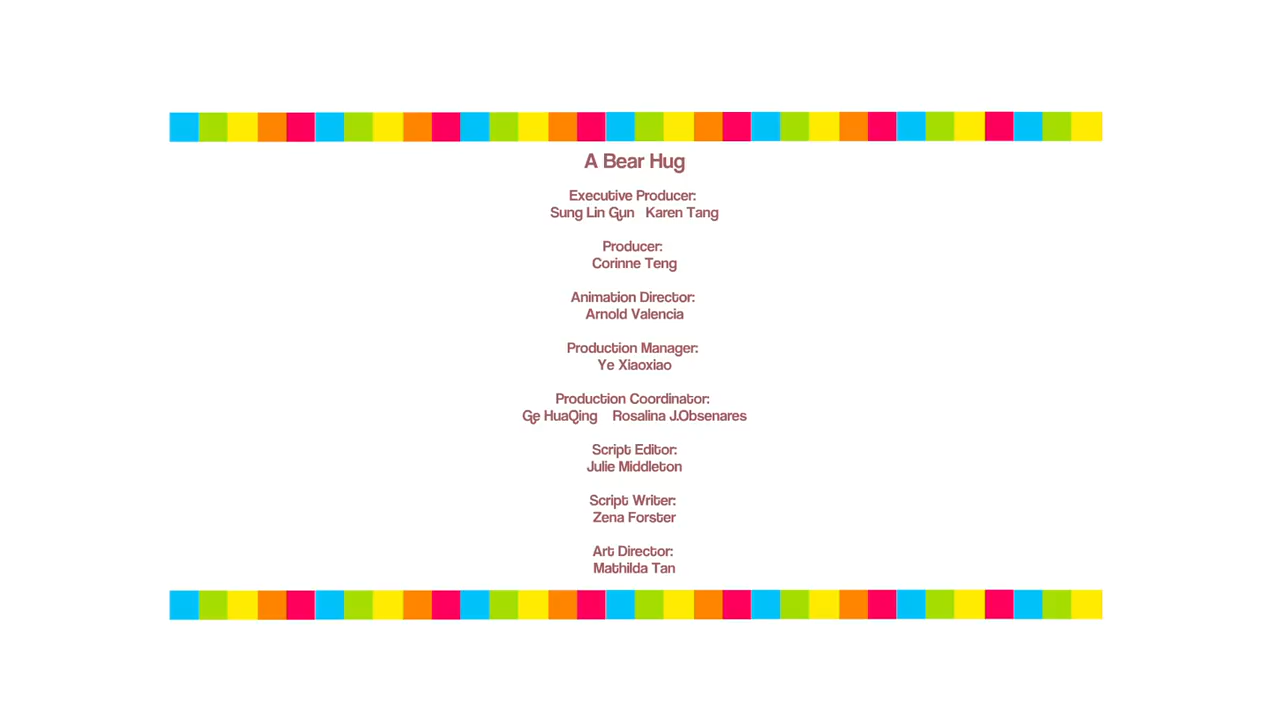 A Bear Hug
Executive Producer:
Sung Lin Gun   Karen Tang
Producer:
Corinne Teng
Animation Director:
Arnold Valencia
Production Manager:
Ye Xiaoxiao
Production Coordinator:
Ge HuaQing   Rosalina J.Obsenares
Script Editor:
Julie Middleton
Script Writer:
Zena Forster
Art Director:
Mathilda Tan